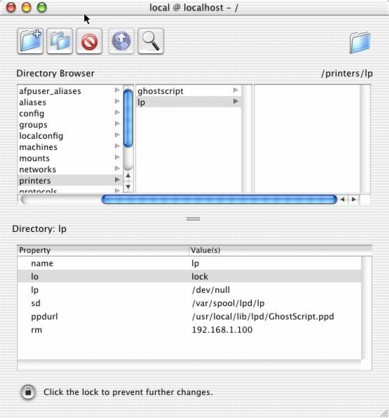 local @ localhost - /
Directory Browser
/printers/lp
afpuser_aliases
aliases
config
groups
localconfig
machines
mounts
networks
printers
protocols
ghostscript
lp
Directory: lp
Property Value(s)
name lp
lo lock
lp /dev/null
sd /var/spool/lpd/lp
ppdurl /usr/local/lib/lpd/GhostScript.ppd
rm 192.168.1.100
Click the lock to prevent further changes.